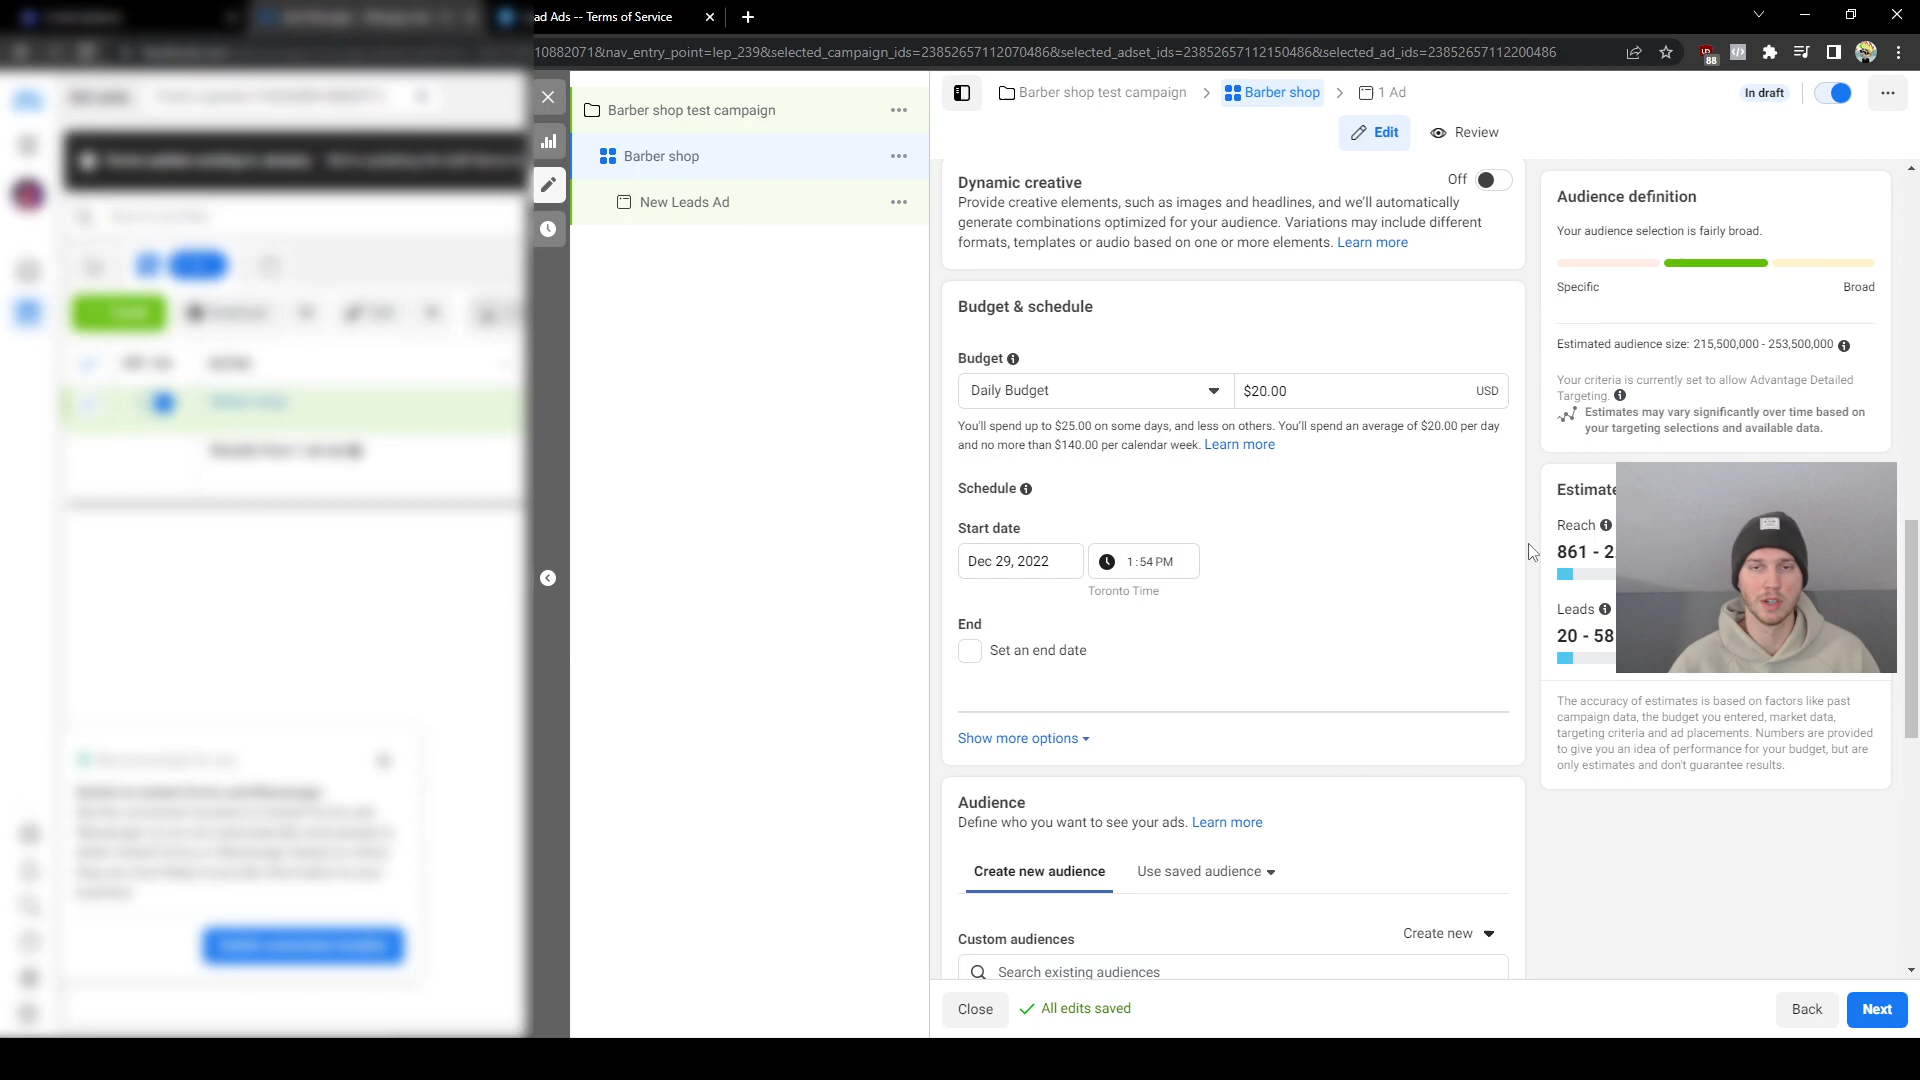 ad Ads -- Terms of Service
10882071&nav_entry_point=lep_239&selected_campaign_ids=23852657112070486&selected_adset_ids=23852657112150486&selected_ad_ids=23852657112200486
88
Barber shop test campaign
Barber shop
New Leads Ad
Barber shop test campaign
Barber shop
1 Ad
In draft
Edit
Review
Dynamic creative
Off
Provide creative elements, such as images and headlines, and we'll automatically
generate combinations optimized for your audience. Variations may include different
formats, templates or audio based on one or more elements. Learn more
Budget & schedule
Budget
Daily Budget
$20.00
USD
You'll spend up to $25.00 on some days, and less on others. You'll spend an average of $20.00 per day
and no more than $140.00 per calendar week. Learn more
Schedule
Start date
Dec 29, 2022
1:54 PM
Toronto Time
End
Set an end date
Show more options
Audience
Define who you want to see your ads. Learn more
Create new audience
Use saved audience
Custom audiences
Create new
Search existing audiences
Close
All edits saved
Back
Next
Audience definition
Your audience selection is fairly broad.
Specific
Broad
Estimated audience size: 215,500,000 - 253,500,000
Your criteria is currently set to allow Advantage Detailed
Targeting.
Estimates may vary significantly over time based on
your targeting selections and available data.
Estimate
Reach
861 - 2.
Leads
20 - 58
The accuracy of estimates is based on factors like past
campaign data, the budget you entered, market data,
targeting criteria and ad placements. Numbers are provided
to give you an idea of performance for your budget, but are
only estimates and don't guarantee results.